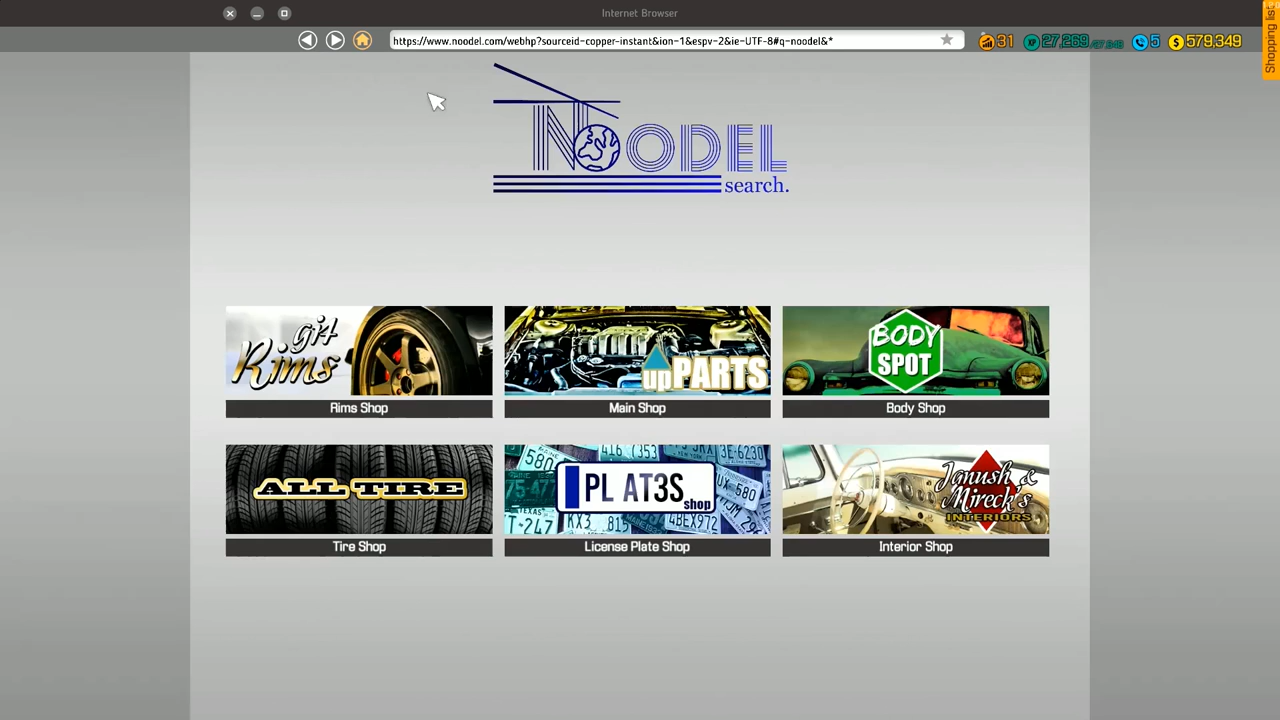 Internet Browser
https://www.noodel.com/webhp?sourceid-copper-instant&ion-1&espv-2&ie-UTF-8#q-noodel&*
31
27,269
5
579,349
Shopping list
NOODEL
search.
git
Rims
Rims Shop
upPARTS
Main Shop
BODY
SPOT
Body Shop
ALL TIRE
Tire Shop
PL AT3S
shop
License Plate Shop
Janush &
Mireck's
INTERIORS
Interior Shop